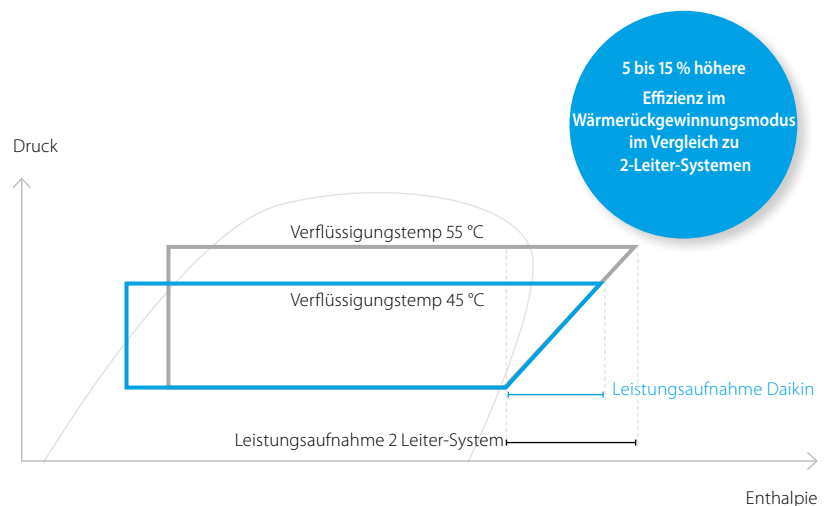 5 bis 15 % höhere
Effizienz im
Wärmerückgewinnungsmodus
im Vergleich zu
2-Leiter-Systemen
Druck
Verflüssigungstemp 55 °C
Verflüssigungstemp 45 °C
Leistungsaufnahme Daikin
Leistungsaufnahme 2 Leiter-System
Enthalpie